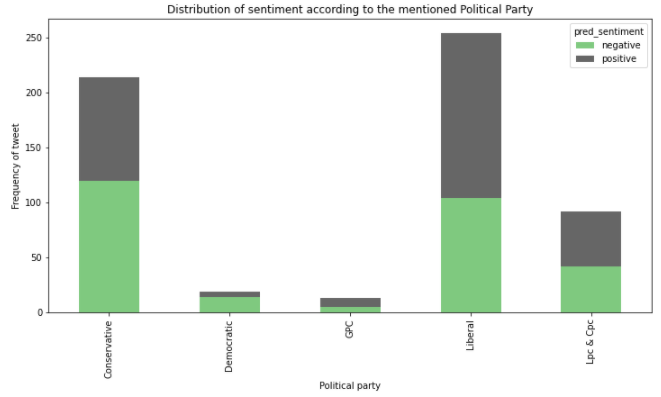 Distribution of sentiment according to the mentioned Political Party
pred_sentiment
negative
positive
Frequency of tweet
250
200
150
100
50
0
Conservative
Democratic
GPC
Liberal
Lpc & Cpc
Political party